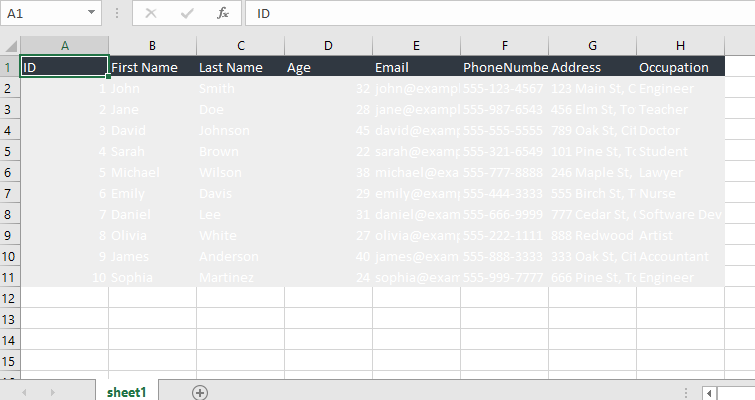 A1 fx ID
A B C D E F G H
1 ID First Name Last Name Age Email PhoneNumbe Address Occupation
2 1 John Smith 32 john@exampl 555-123-4567 123 Main St, C Engineer
3 2 Jane Doe 28 jane@exampl 555-987-6543 456 Elm St, To Teacher
4 3 David Johnson 45 david@exam 555-555-5555 789 Oak St, Cit Doctor
5 4 Sarah Brown 22 sarah@exam 555-321-6549 101 Pine St, To Student
6 5 Michael Wilson 38 michael@exa 555-777-8888 246 Maple St, Lawyer
7 6 Emily Davis 29 emily@exam 555-444-3333 555 Birch St, T Nurse
8 7 Daniel Lee 31 daniel@exam 555-666-9999 777 Cedar St, Software Dev
9 8 Olivia White 27 olivia@exam 555-222-1111 888 Redwood Artist
10 9 James Anderson 40 james@exam 555-888-3333 333 Oak St, Cit Accountant
11 10 Sophia Martinez 24 sophia@exam 555-999-7777 666 Pine St, To Engineer
12
13
14
15
sheet1